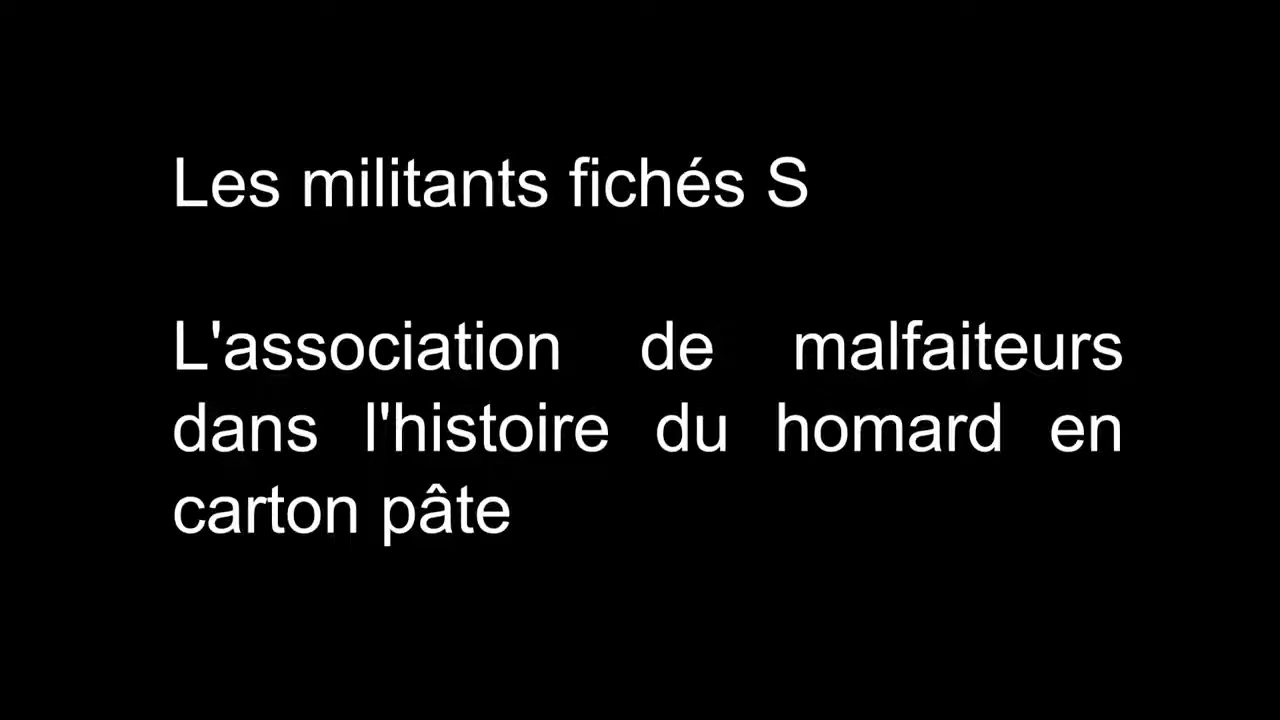 Les militants fichés S
L'association de malfaiteurs
dans l'histoire du homard en
carton pâte